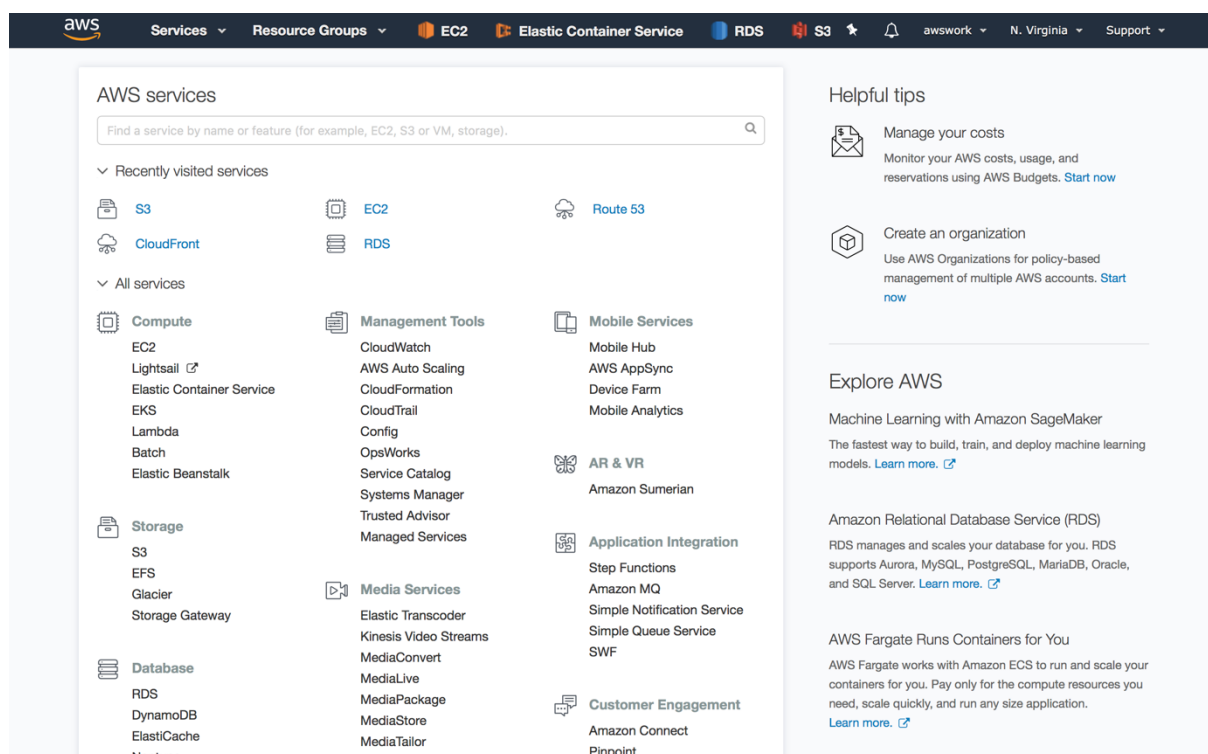 aws
Services
Resource Groups
EC2
Elastic Container Service
RDS
S3
awswork
N. Virginia
Support
AWS services
Find a service by name or feature (for example, EC2, S3 or VM, storage).
Recently visited services
S3
EC2
Route 53
CloudFront
RDS
All services
Compute
EC2
Lightsail
Elastic Container Service
EKS
Lambda
Batch
Elastic Beanstalk
Storage
S3
EFS
Glacier
Storage Gateway
Database
RDS
DynamoDB
ElastiCache
Management Tools
CloudWatch
AWS Auto Scaling
CloudFormation
CloudTrail
Config
OpsWorks
Service Catalog
Systems Manager
Trusted Advisor
Managed Services
Media Services
Elastic Transcoder
Kinesis Video Streams
MediaConvert
MediaLive
MediaPackage
MediaStore
MediaTailor
Mobile Services
Mobile Hub
AWS AppSync
Device Farm
Mobile Analytics
AR & VR
Amazon Sumerian
Application Integration
Step Functions
Amazon MQ
Simple Notification Service
Simple Queue Service
SWF
Customer Engagement
Amazon Connect
Pinpoint
Helpful tips
Manage your costs
Monitor your AWS costs, usage, and
reservations using AWS Budgets. Start now
Create an organization
Use AWS Organizations for policy-based
management of multiple AWS accounts. Start
now
Explore AWS
Machine Learning with Amazon SageMaker
The fastest way to build, train, and deploy machine learning
models. Learn more.
Amazon Relational Database Service (RDS)
RDS manages and scales your database for you. RDS
supports Aurora, MySQL, PostgreSQL, MariaDB, Oracle,
and SQL Server. Learn more.
AWS Fargate Runs Containers for You
AWS Fargate works with Amazon ECS to run and scale your
containers for you. Pay only for the compute resources you
need, scale quickly, and run any size application.
Learn more.